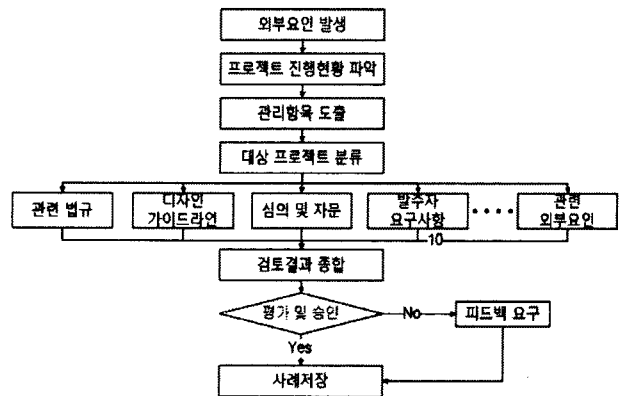 외부요인 발생
프로젝트 진행현황 파악
관리항목 도출
대상 프로젝트 분류
관련 법규
디자인
가이드라인
심의 및 자문
발주자
요구사항
....
관련
외부요인
10
검토결과 종합
평가 및 승인
No
피드백 요구
Yes
사례저장